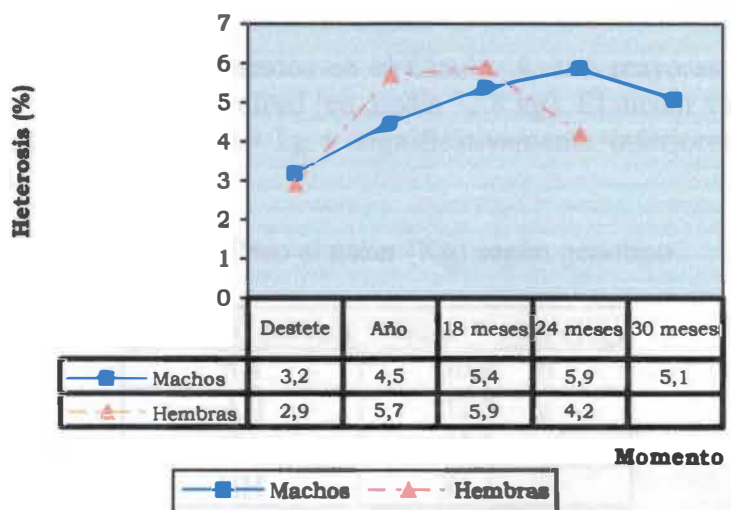 Heterosis (%)
7
6
5
4
3
2
1
0
Destete Año 18 meses 24 meses 30 meses
Machos 3,2 4,5 5,4 5,9 5,1
Hembras 2,9 5,7 5,9 4,2
Momento
Machos Hembras